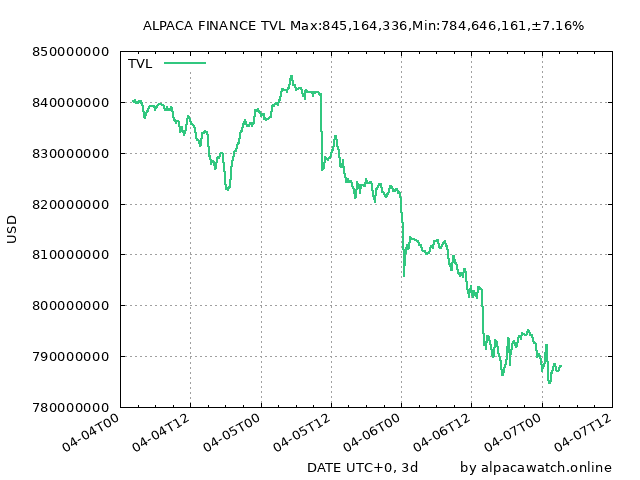 ALPACA FINANCE TVL Max:845,164,336,Min:784,646,161,±7.16%
TVL
850000000
840000000
830000000
820000000
810000000
800000000
790000000
780000000
USD
04-04T00
04-04T12
04-05T00
04-05T12
04-06T00
04-06T12
04-07T00
04-07T12
DATE UTC+0, 3d
by alpacawatch.online